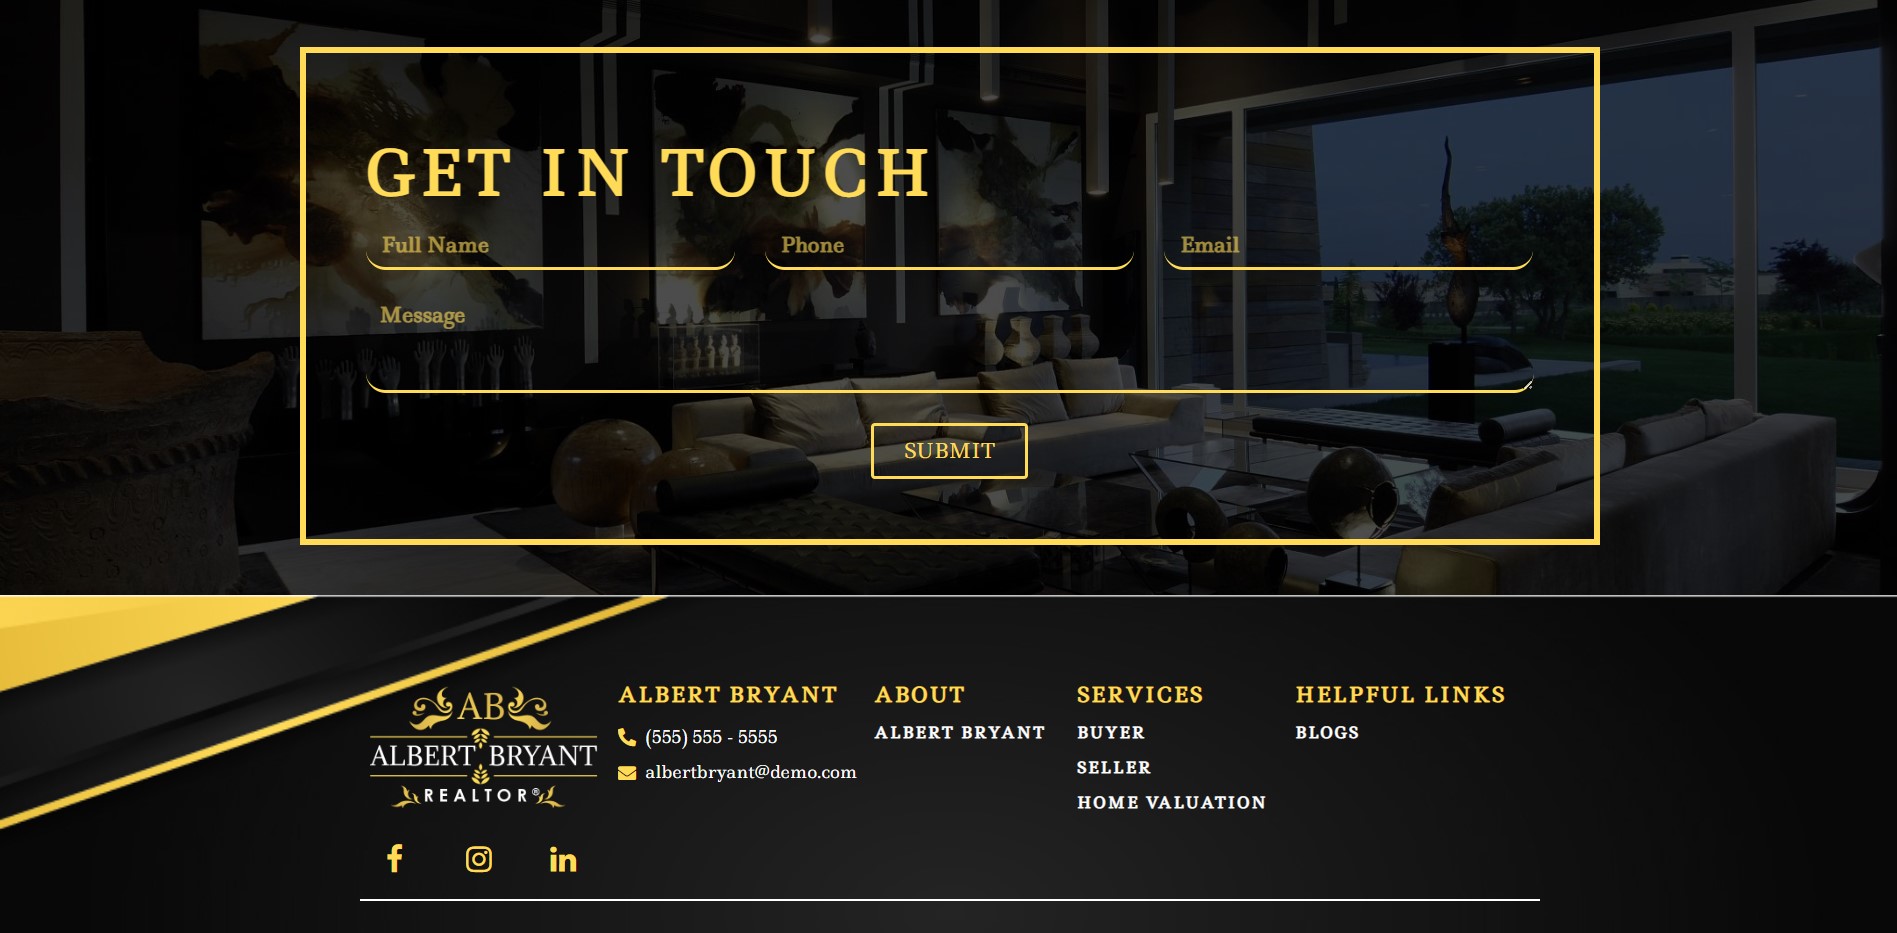 GET IN TOUCH
Full Name
Phone
Email
Message
SUBMIT
AB
ALBERT BRYANT
REALTOR®
ALBERT BRYANT
(555) 555 - 5555
albertbryant@demo.com
ABOUT
ALBERT BRYANT
SERVICES
BUYER
SELLER
HOME VALUATION
HELPFUL LINKS
BLOGS